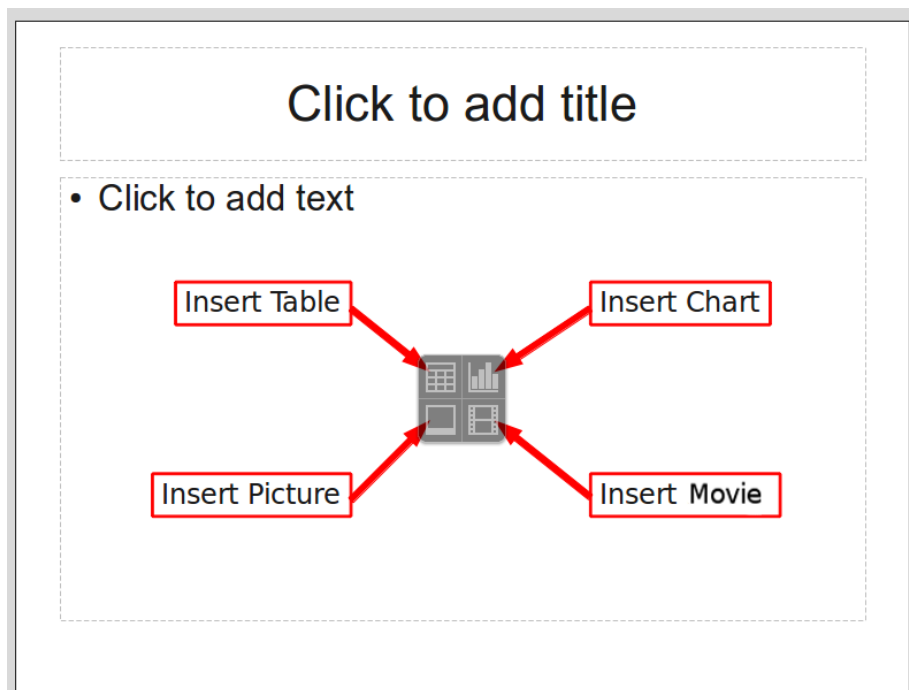 Click to add title
• Click to add text
Insert Table
Insert Chart
Insert Picture
Insert Movie